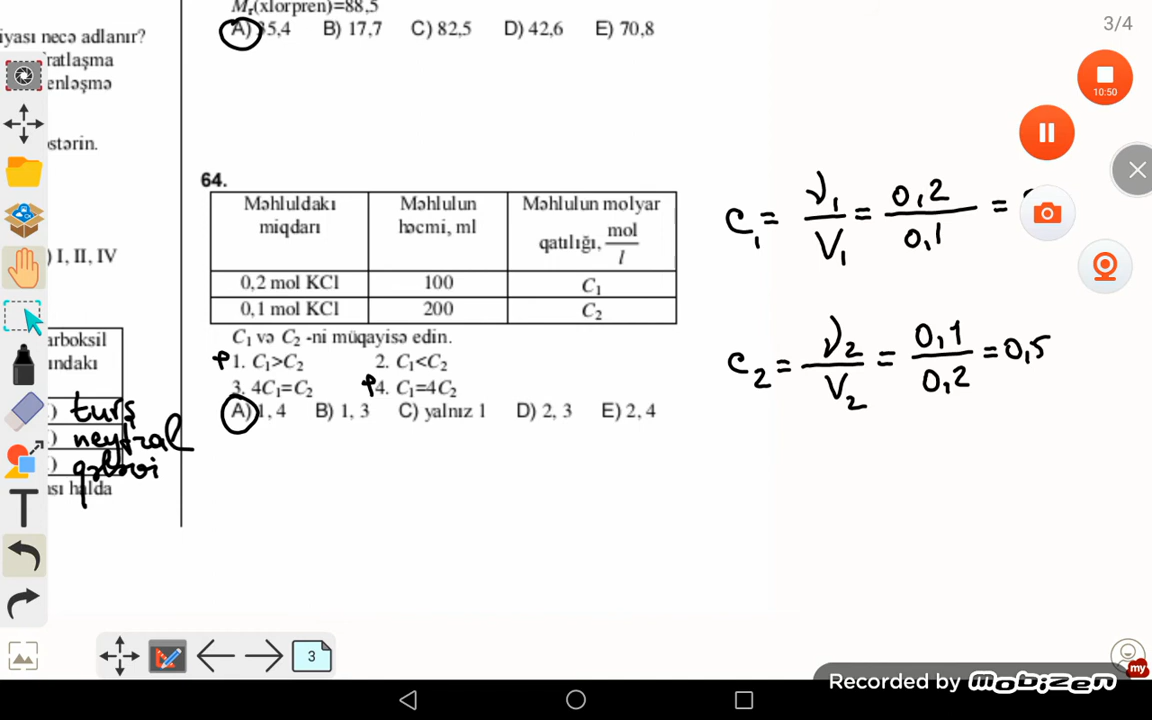 3/4
10:50
iyası necə adlanır?
ratlaşma
enləşmə
östərin.
) I, II, IV
arboksil
ındakı
) turş
) neytral
) qələvi
ısı halda
Mᵣ(xlorpren)=88,5
A) 35,4 B) 17,7 C) 82,5 D) 42,6 E) 70,8
64.
Məhluldakı miqdarı Məhlulun həcmi, ml Məhlulun molyar qatılığı, mol/l
0,2 mol KCl 100 C₁
0,1 mol KCl 200 C₂
C₁ və C₂ -ni müqayisə edin.
1. C₁>C₂ 2. C₁<C₂
3. 4C₁=C₂ 4. C₁=4C₂
A) 1, 4 B) 1, 3 C) yalnız 1 D) 2, 3 E) 2, 4
C₁ = ν₁/V₁ = 0,2/0,1 =
C₂ = ν₂/V₂ = 0,1/0,2 = 0,5
T
3
my
Recorded by mobizen